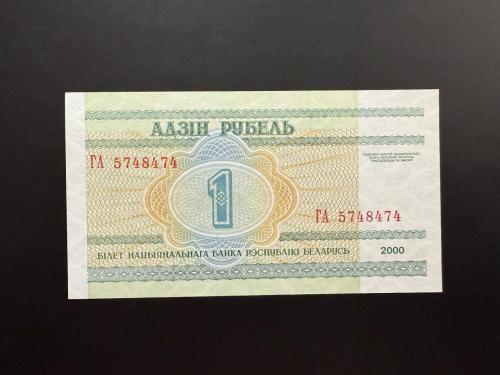 АДЗІН РУБЕЛЬ
ГА 5748474
1
ГА 5748474
БІЛЕТ НАЦЫЯНАЛЬНАГА БАНКА РЭСПУБЛІКІ БЕЛАРУСЬ
2000